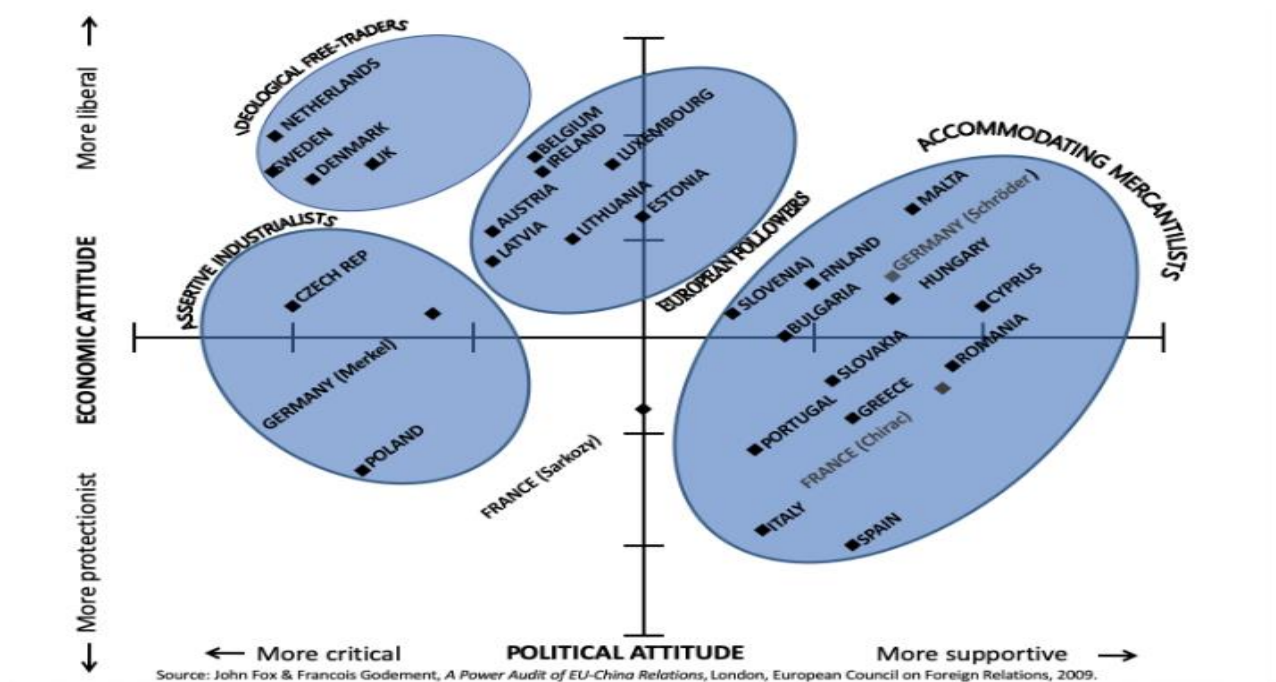 More liberal
ECONOMIC ATTITUDE
More protectionist
IDEOLOGICAL FREE-TRADERS
NETHERLANDS
SWEDEN
DENMARK
UK
BELGIUM
IRELAND
LUXEMBOURG
AUSTRIA
LITHUANIA
ESTONIA
LATVIA
EUROPEAN FOLLOWERS
ASSERTIVE INDUSTRIALISTS
CZECH REP
GERMANY (Merkel)
POLAND
FRANCE (Sarkozy)
ACCOMMODATING MERCANTILISTS
MALTA
GERMANY (Schröder)
FINLAND
HUNGARY
SLOVENIA)
CYPRUS
BULGARIA
ROMANIA
SLOVAKIA
GREECE
PORTUGAL
FRANCE (Chirac)
ITALY
SPAIN
← More critical POLITICAL ATTITUDE More supportive →
Source: John Fox & Francois Godement, A Power Audit of EU-China Relations, London, European Council on Foreign Relations, 2009.